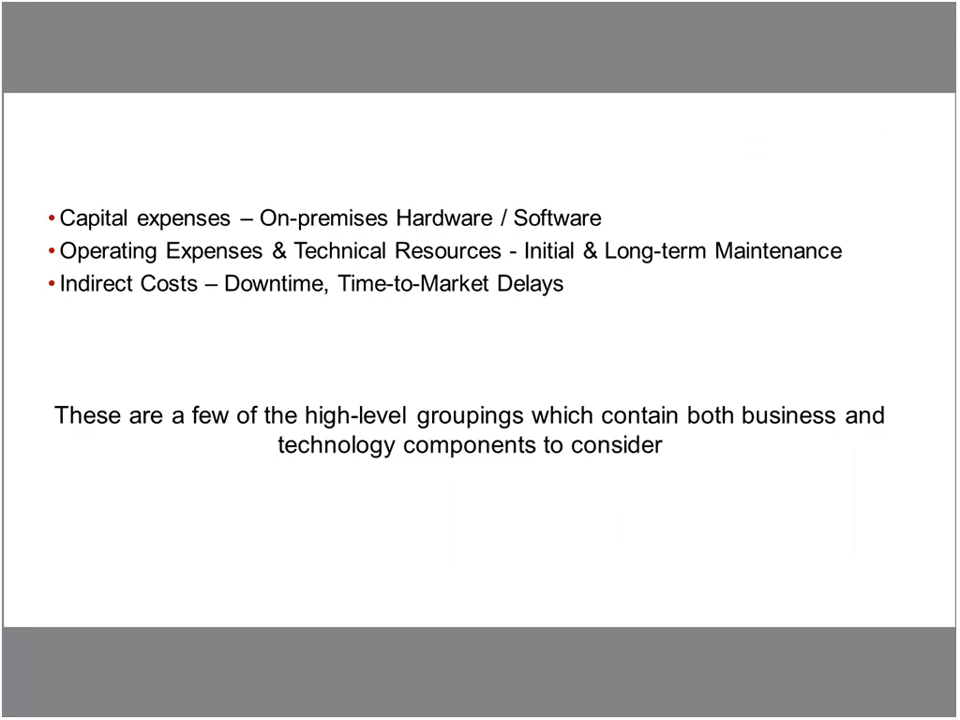 • Capital expenses – On-premises Hardware / Software
• Operating Expenses & Technical Resources - Initial & Long-term Maintenance
• Indirect Costs – Downtime, Time-to-Market Delays
These are a few of the high-level groupings which contain both business and
technology components to consider